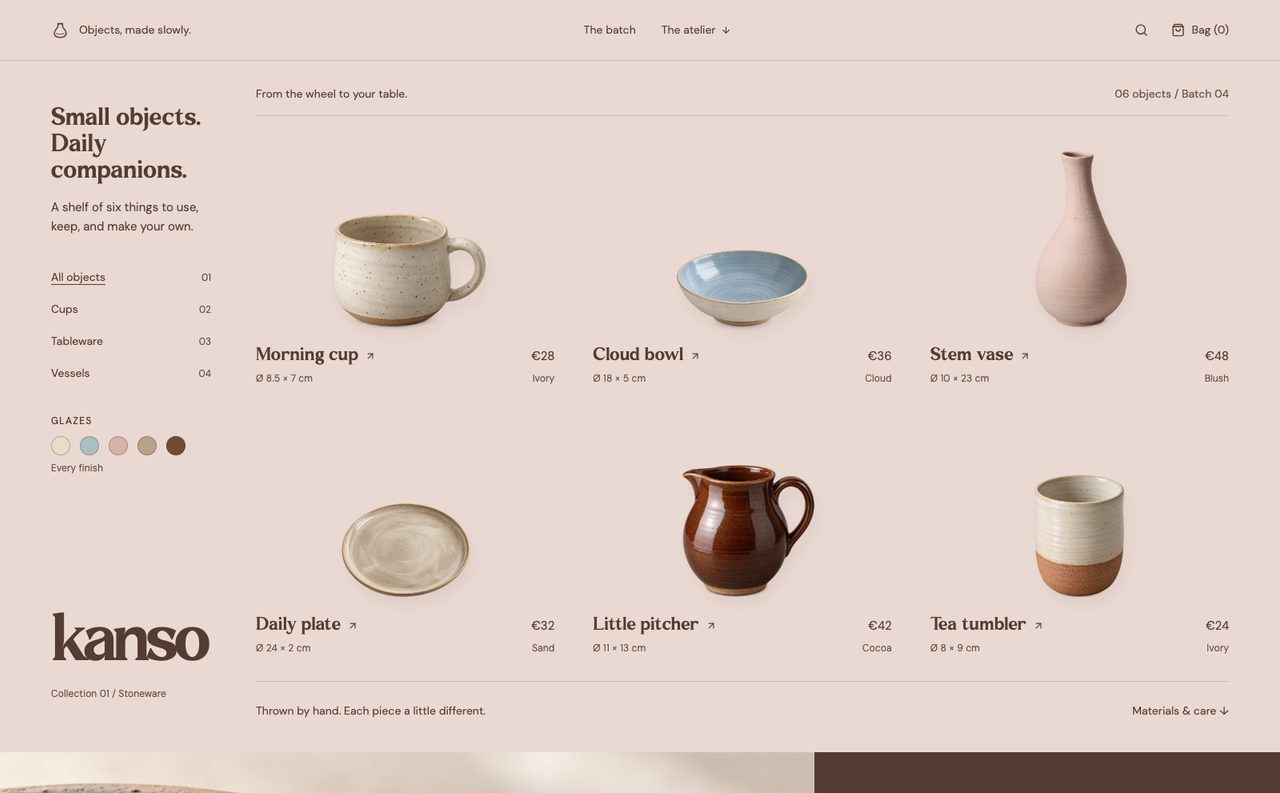 Objects, made slowly.
The batch
The atelier ↓
Bag (0)
Small objects.
Daily
companions.
A shelf of six things to use,
keep, and make your own.
All objects 01
Cups 02
Tableware 03
Vessels 04
GLAZES
Every finish
kanso
Collection 01 / Stoneware
From the wheel to your table.
06 objects / Batch 04
Morning cup ↗ €28
Ø 8.5 × 7 cm Ivory
Cloud bowl ↗ €36
Ø 18 × 5 cm Cloud
Stem vase ↗ €48
Ø 10 × 23 cm Blush
Daily plate ↗ €32
Ø 24 × 2 cm Sand
Little pitcher ↗ €42
Ø 11 × 13 cm Cocoa
Tea tumbler ↗ €24
Ø 8 × 9 cm Ivory
Thrown by hand. Each piece a little different.
Materials & care ↓